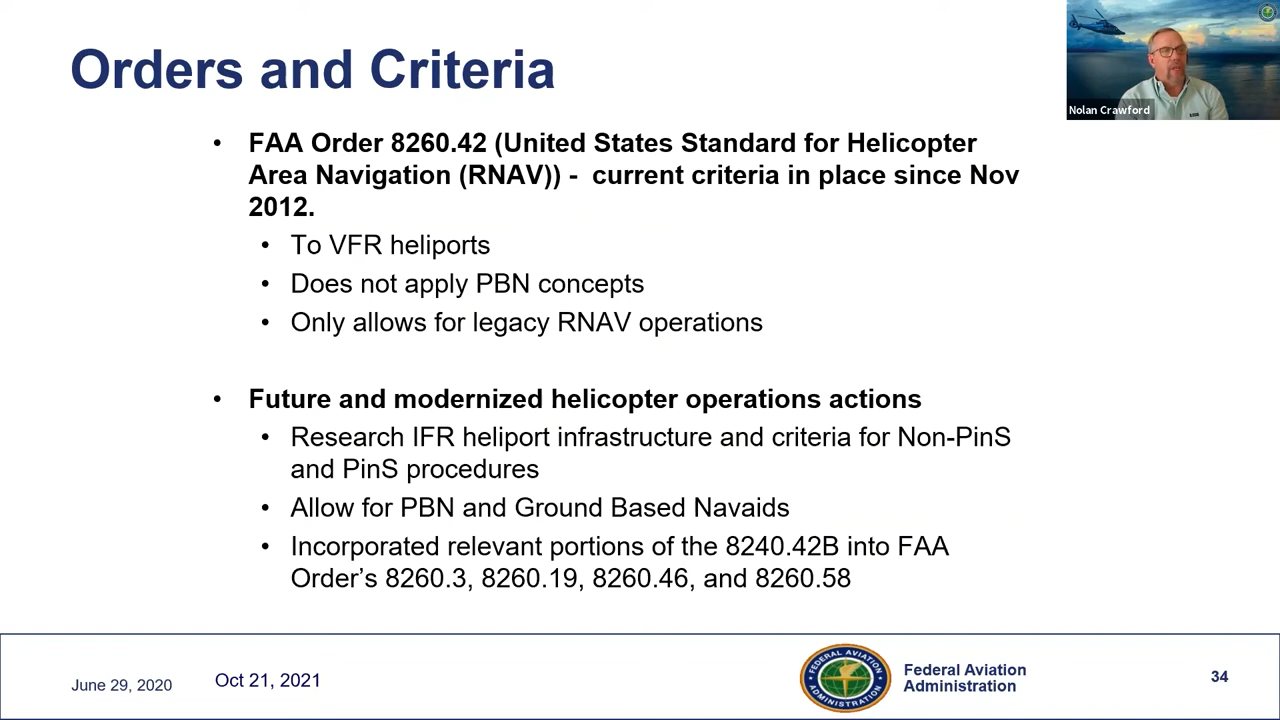 Orders and Criteria
Nolan Crawford
• FAA Order 8260.42 (United States Standard for Helicopter
Area Navigation (RNAV)) - current criteria in place since Nov
2012.
• To VFR heliports
• Does not apply PBN concepts
• Only allows for legacy RNAV operations
• Future and modernized helicopter operations actions
• Research IFR heliport infrastructure and criteria for Non-PinS
and PinS procedures
• Allow for PBN and Ground Based Navaids
• Incorporated relevant portions of the 8240.42B into FAA
Order’s 8260.3, 8260.19, 8260.46, and 8260.58
June 29, 2020
Oct 21, 2021
FEDERAL AVIATION
ADMINISTRATION
Federal Aviation
Administration
34